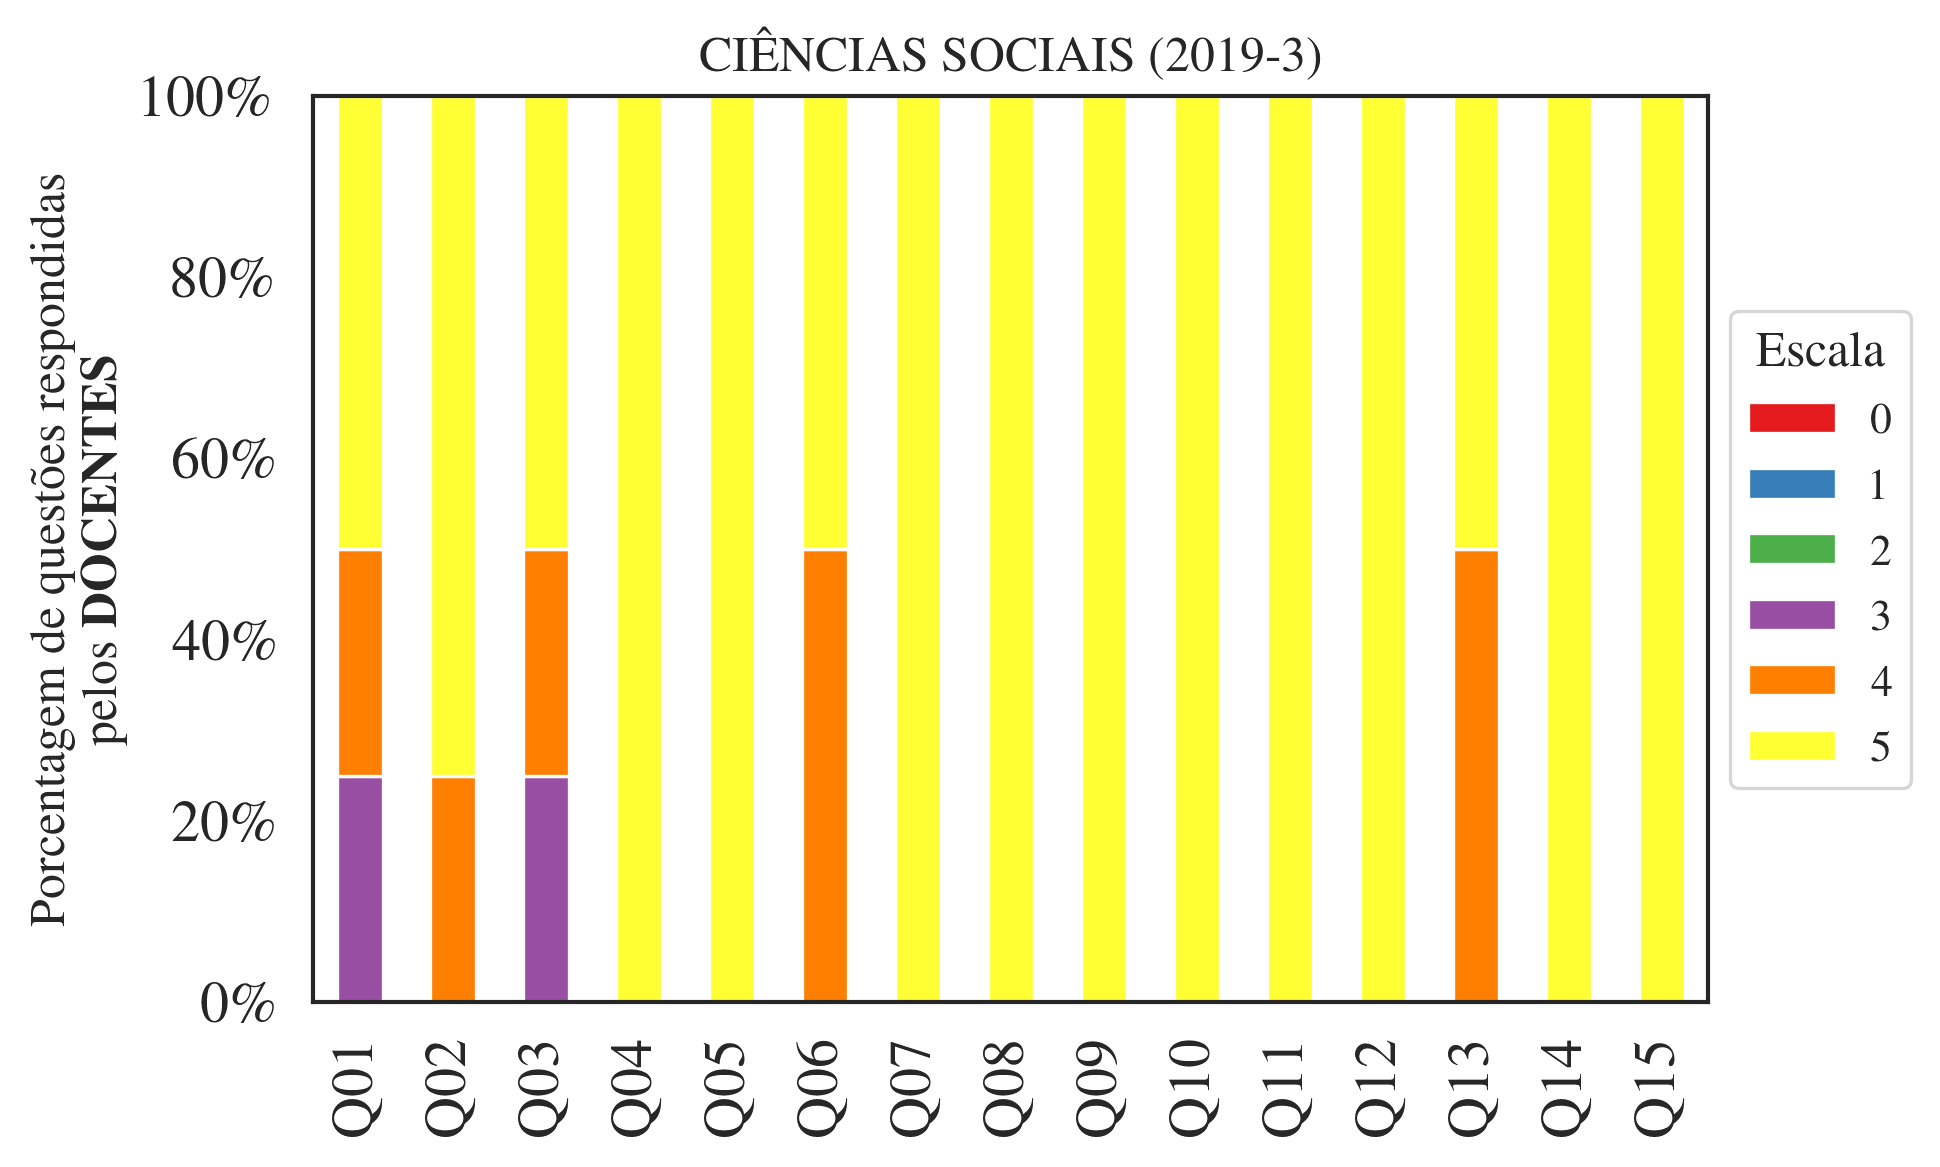 CIÊNCIAS SOCIAIS (2019-3)
Porcentagem de questões respondidas
pelos DOCENTES
100%
80%
60%
40%
20%
0%
Q01
Q02
Q03
Q04
Q05
Q06
Q07
Q08
Q09
Q10
Q11
Q12
Q13
Q14
Q15
Escala
0
1
2
3
4
5